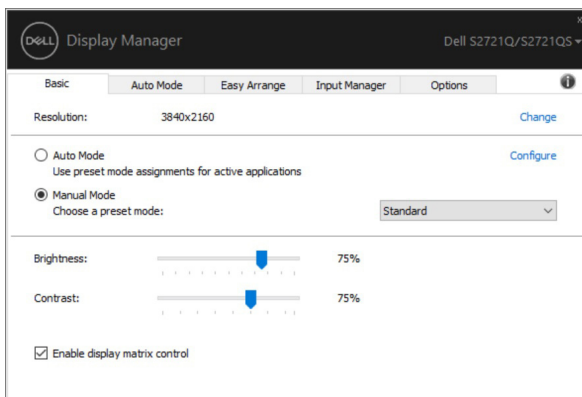 DELL Display Manager
Dell S2721Q/S2721QS
Basic Auto Mode Easy Arrange Input Manager Options
Resolution: 3840x2160 Change
Auto Mode Configure
Use preset mode assignments for active applications
Manual Mode
Choose a preset mode: Standard
Brightness: 75%
Contrast: 75%
Enable display matrix control